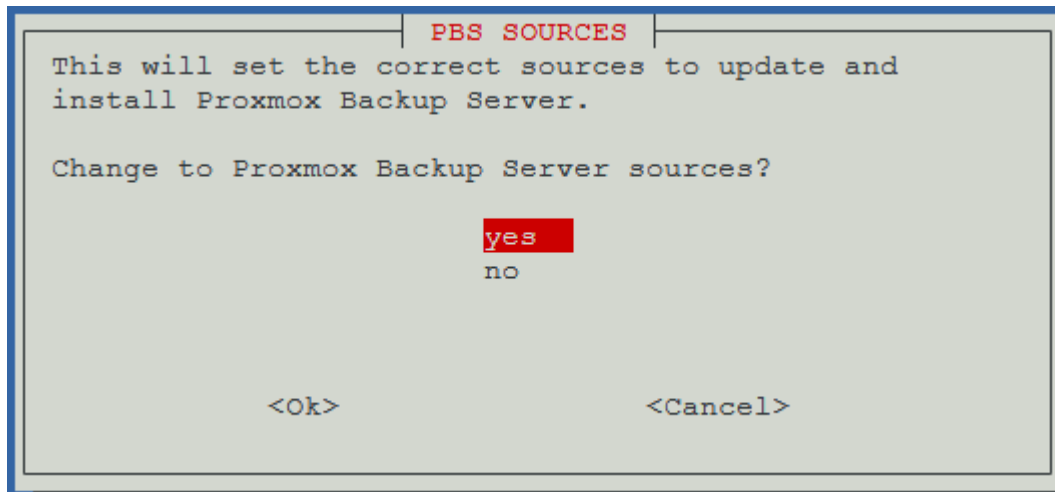 PBS SOURCES
This will set the correct sources to update and
install Proxmox Backup Server.
Change to Proxmox Backup Server sources?
yes
no
<Ok> <Cancel>